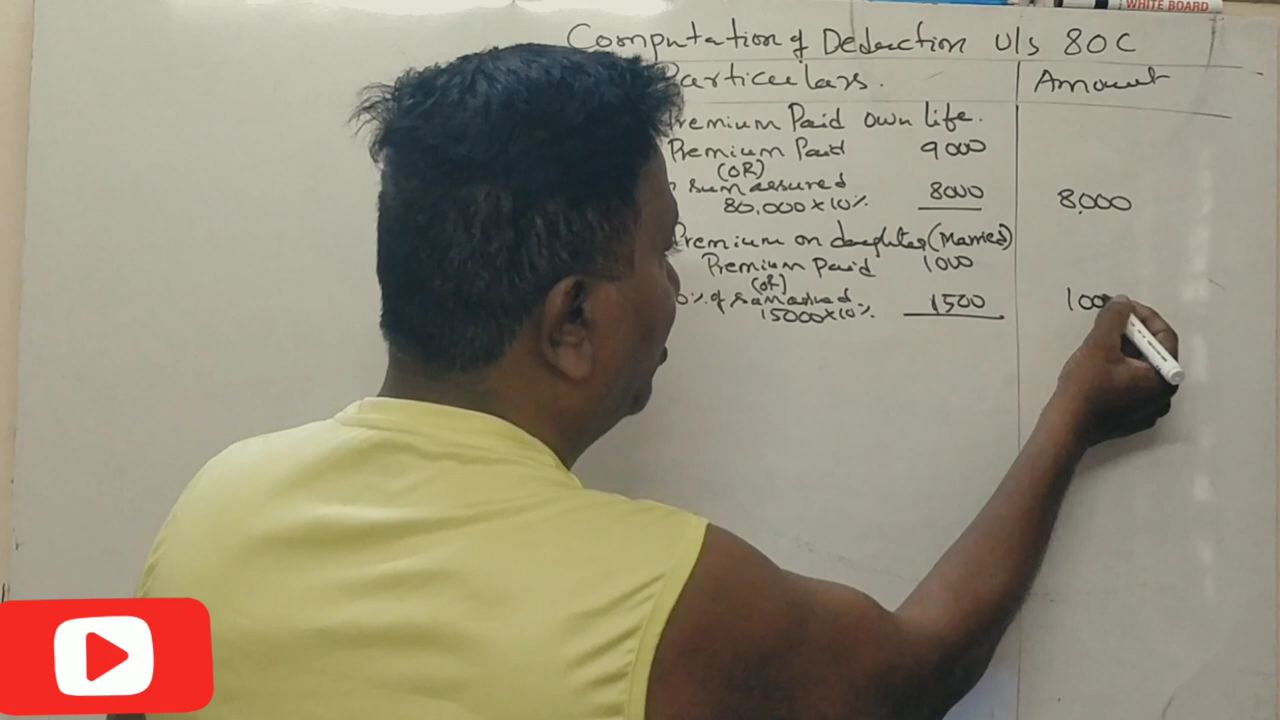 WHITE BOARD
Computation of Deduction U/s 80C
Particulars. Amount
Premium Paid own life.
Premium Paid 9000
(OR)
sum assured 8000
80,000 x 10% 8,000
Premium on daughter (Married)
Premium Paid 1000
(OR)
0% of sum assured 1500 1000
15000 x 10%